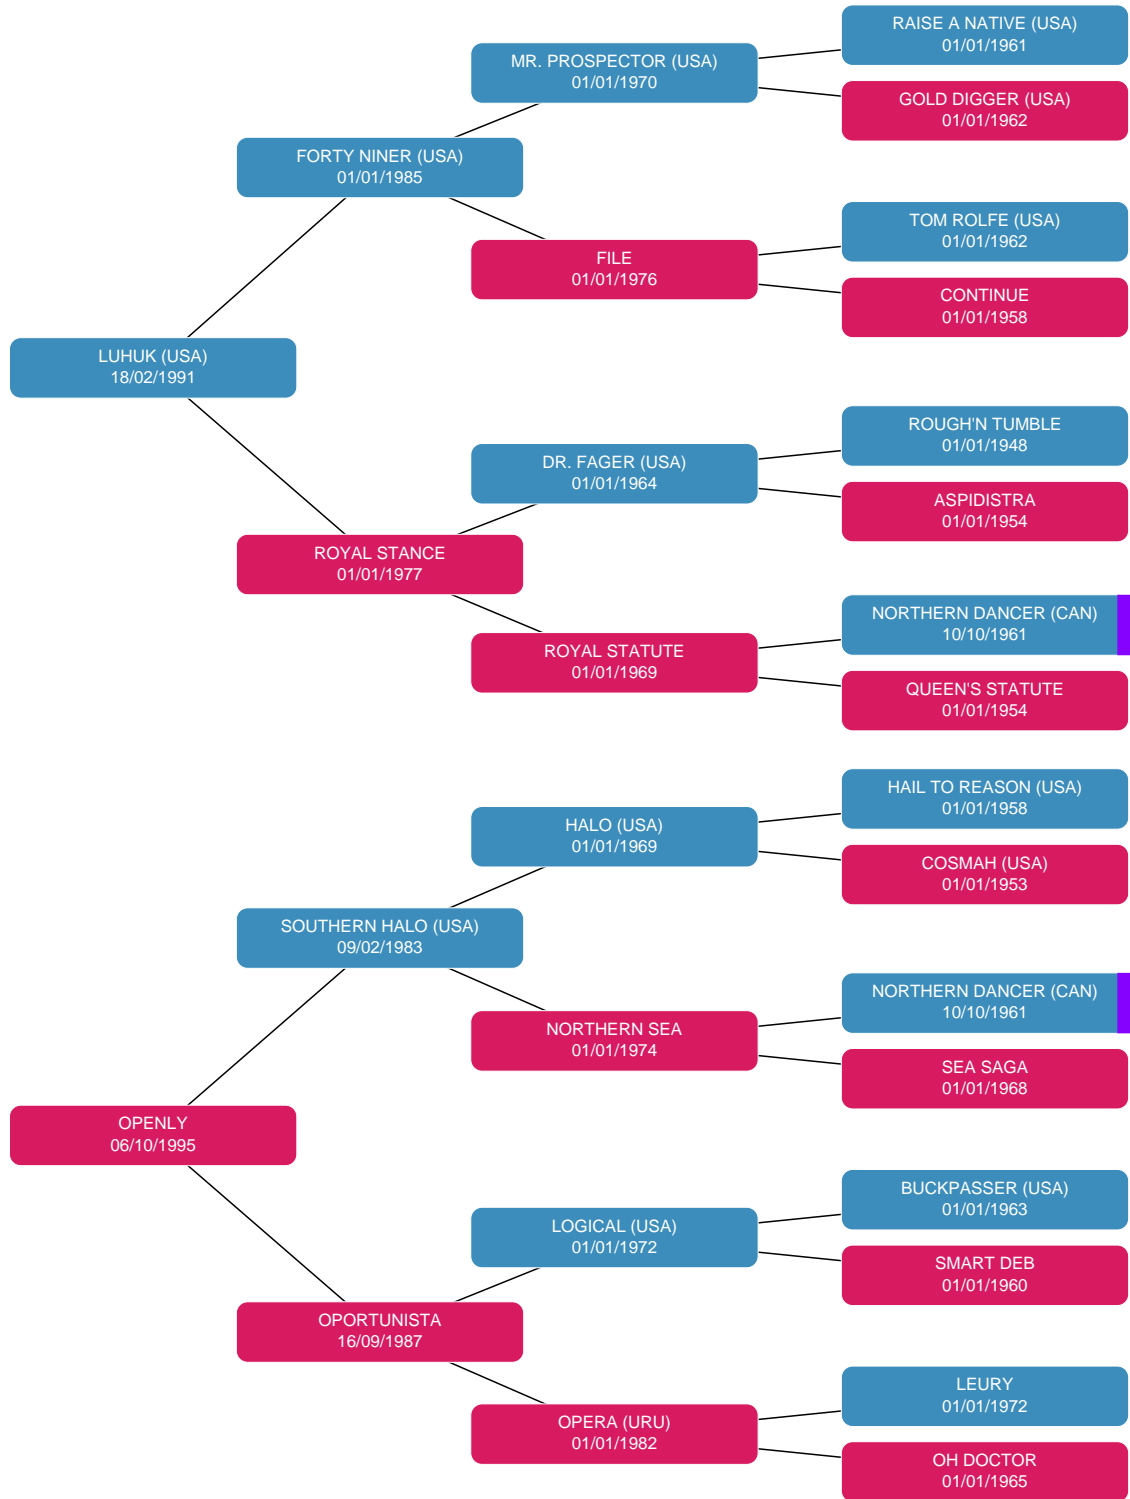 RAISE A NATIVE (USA)
01/01/1961
MR. PROSPECTOR (USA)
01/01/1970
GOLD DIGGER (USA)
01/01/1962
FORTY NINER (USA)
01/01/1985
TOM ROLFE (USA)
01/01/1962
FILE
01/01/1976
CONTINUE
01/01/1958
LUHUK (USA)
18/02/1991
ROUGH'N TUMBLE
01/01/1948
DR. FAGER (USA)
01/01/1964
ASPIDISTRA
01/01/1954
ROYAL STANCE
01/01/1977
NORTHERN DANCER (CAN)
10/10/1961
ROYAL STATUTE
01/01/1969
QUEEN'S STATUTE
01/01/1954
HAIL TO REASON (USA)
01/01/1958
HALO (USA)
01/01/1969
COSMAH (USA)
01/01/1953
SOUTHERN HALO (USA)
09/02/1983
NORTHERN DANCER (CAN)
10/10/1961
NORTHERN SEA
01/01/1974
SEA SAGA
01/01/1968
OPENLY
06/10/1995
BUCKPASSER (USA)
01/01/1963
LOGICAL (USA)
01/01/1972
SMART DEB
01/01/1960
OPORTUNISTA
16/09/1987
LEURY
01/01/1972
OPERA (URU)
01/01/1982
OH DOCTOR
01/01/1965